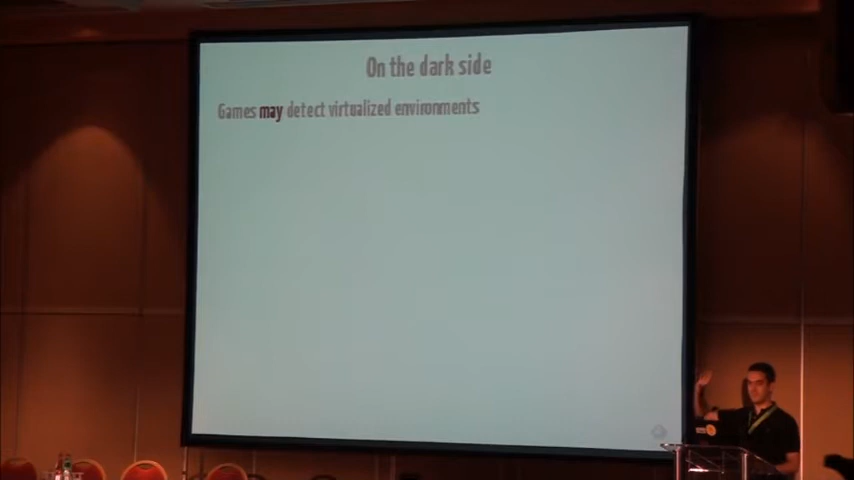 On the dark side
Games may detect virtualized environments